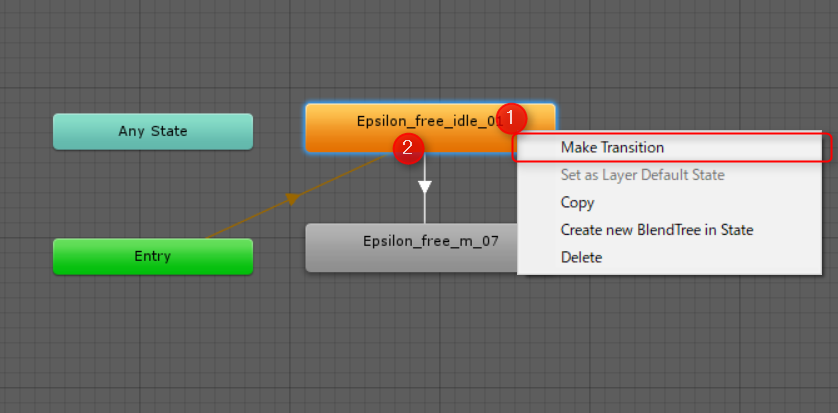 Any State
Epsilon_free_idle_01
1
2
Make Transition
Set as Layer Default State
Copy
Create new BlendTree in State
Delete
Epsilon_free_m_07
Entry